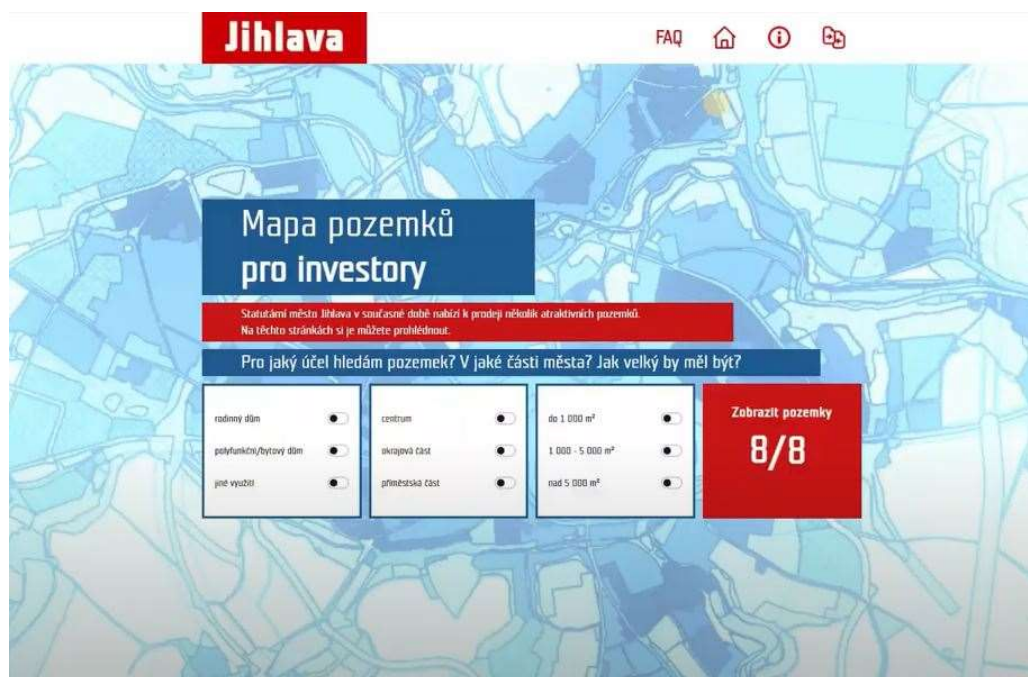 Jihlava
FAQ
Mapa pozemků
pro investory
Statutární město Jihlava v současné době nabízí k prodeji několik atraktivních pozemků.
Na těchto stránkách si je můžete prohlédnout.
Pro jaký účel hledám pozemek? V jaké části města? Jak velký by měl být?
rodinný dům
polyfunkční/bytový dům
jiné využití
centrum
okrajová část
příměstská část
do 1 000 m²
1 000 - 5 000 m²
nad 5 000 m²
Zobrazit pozemky
8/8